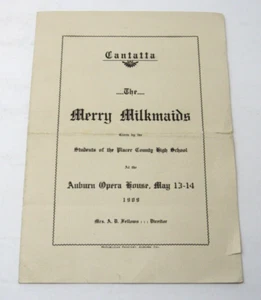 Cantatta
The
Merry Milkmaids
Given by the
Students of the Placer County High School
At the
Auburn Opera House, May 13-14
1909
Mrs. A. R. Fellows - - - Director